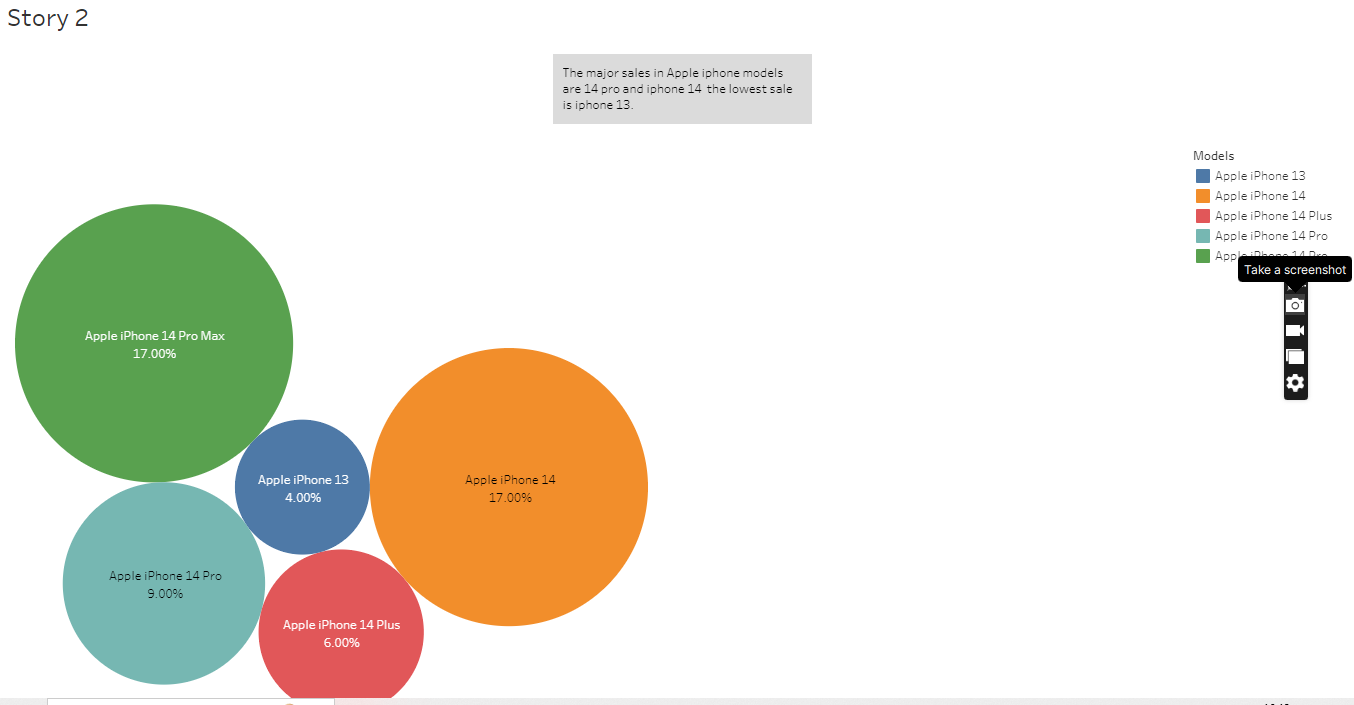 Story 2
The major sales in Apple iphone models
are 14 pro and iphone 14 the lowest sale
is iphone 13.
Models
Apple iPhone 13
Apple iPhone 14
Apple iPhone 14 Plus
Apple iPhone 14 Pro
Take a screenshot
Apple iPhone 14 Pro Max
17.00%
Apple iPhone 13
4.00%
Apple iPhone 14
17.00%
Apple iPhone 14 Pro
9.00%
Apple iPhone 14 Plus
6.00%